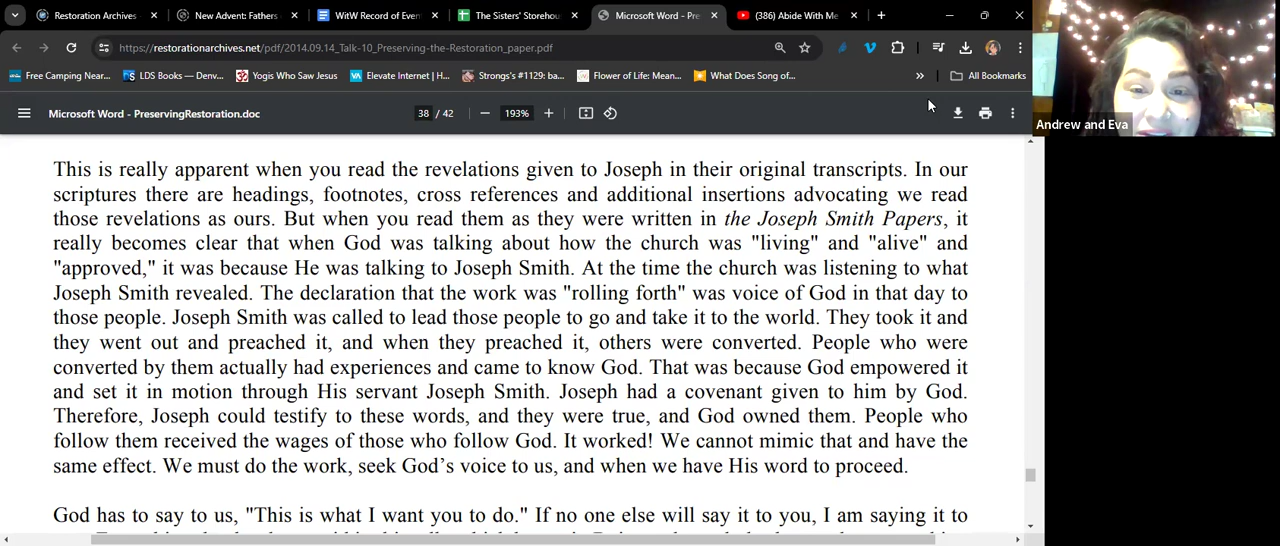 Restoration Archives -
New Advent: Fathers
WitW Record of Even
The Sisters' Storehou
Microsoft Word - Pre
(386) Abide With Me
https://restorationarchives.net/pdf/2014.09.14_Talk-10_Preserving-the-Restoration_paper.pdf
Free Camping Near...
LDS Books — Denv...
Yogis Who Saw Jesus
Elevate Internet | H...
Strongs's #1129: ba...
Flower of Life: Mean...
What Does Song of...
All Bookmarks
Microsoft Word - PreservingRestoration.doc
38 / 42
193%
Andrew and Eva
This is really apparent when you read the revelations given to Joseph in their original transcripts. In our
scriptures there are headings, footnotes, cross references and additional insertions advocating we read
those revelations as ours. But when you read them as they were written in the Joseph Smith Papers, it
really becomes clear that when God was talking about how the church was "living" and "alive" and
"approved," it was because He was talking to Joseph Smith. At the time the church was listening to what
Joseph Smith revealed. The declaration that the work was "rolling forth" was voice of God in that day to
those people. Joseph Smith was called to lead those people to go and take it to the world. They took it and
they went out and preached it, and when they preached it, others were converted. People who were
converted by them actually had experiences and came to know God. That was because God empowered it
and set it in motion through His servant Joseph Smith. Joseph had a covenant given to him by God.
Therefore, Joseph could testify to these words, and they were true, and God owned them. People who
follow them received the wages of those who follow God. It worked! We cannot mimic that and have the
same effect. We must do the work, seek God's voice to us, and when we have His word to proceed.
God has to say to us, "This is what I want you to do." If no one else will say it to you, I am saying it to